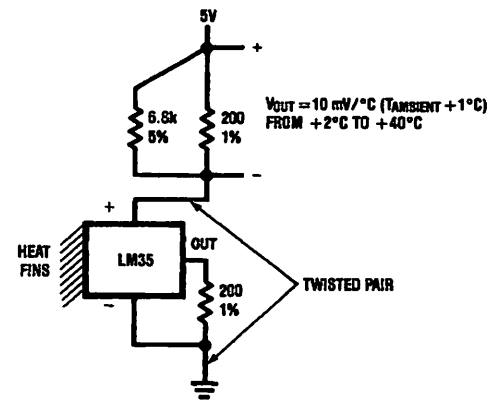 5V
+
6.8k
5%
200
1%
VOUT = 10 mV/°C (TAMBIENT + 1°C)
FROM +2°C TO +40°C
−
+
HEAT
FINS
LM35
OUT
−
200
1%
TWISTED PAIR